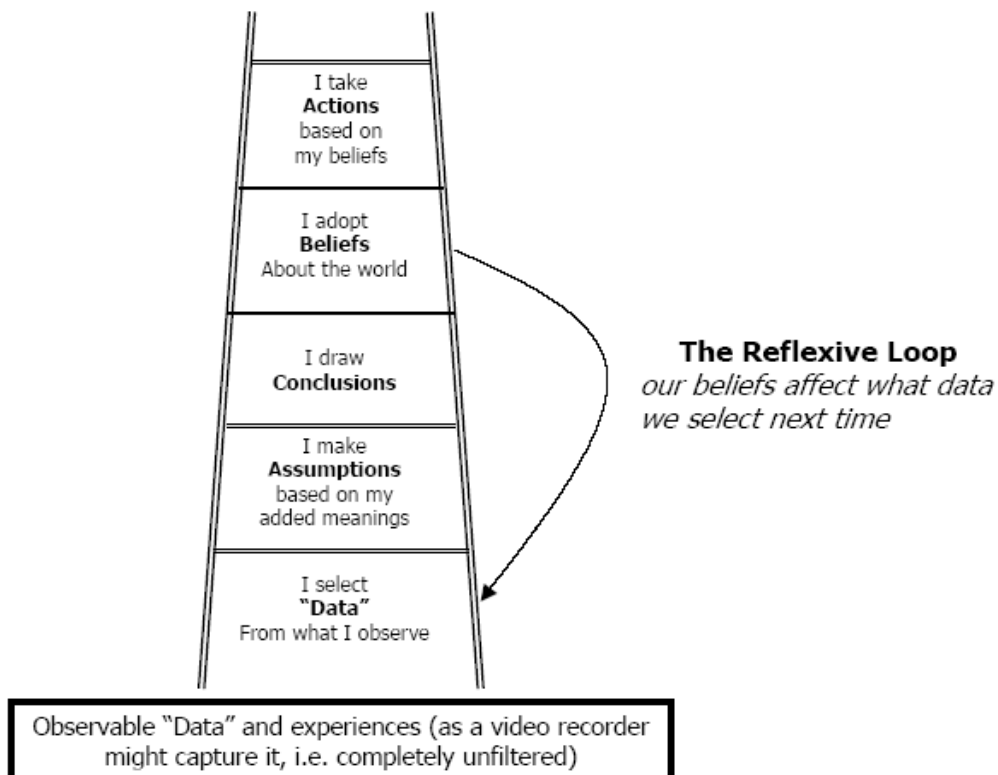 I take
Actions
based on
my beliefs
I adopt
Beliefs
About the world
I draw
Conclusions
I make
Assumptions
based on my
added meanings
I select
“Data”
From what I observe
The Reflexive Loop
our beliefs affect what data
we select next time
Observable “Data” and experiences (as a video recorder
might capture it, i.e. completely unfiltered)